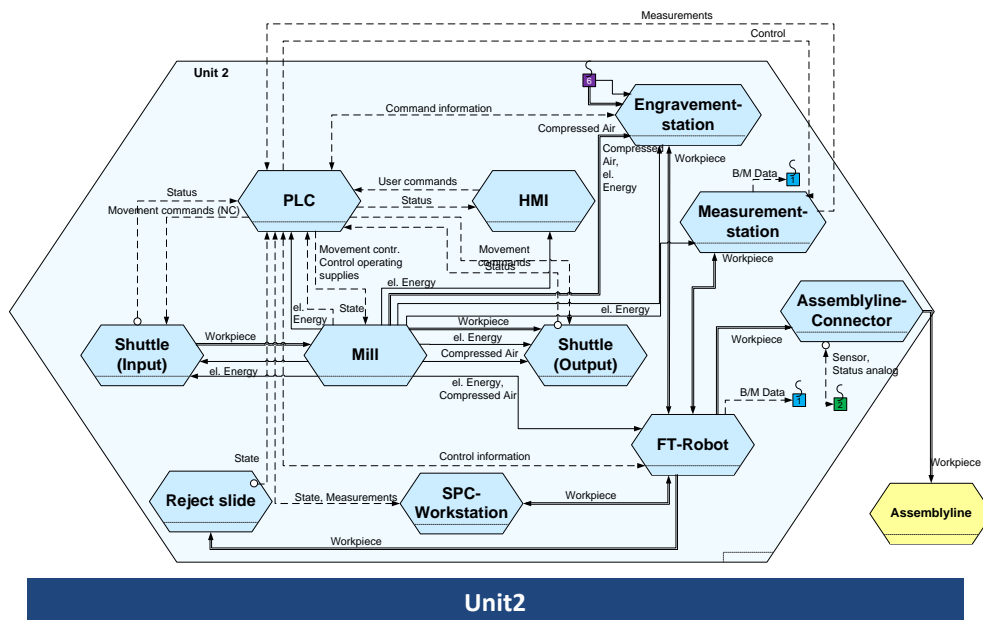 Measurements
Control
Unit 2
6
Engravement-
station
Command information
Compressed Air
Compressed
Air,
el.
Energy
Workpiece
B/M Data
1
User commands
Status
Status
PLC
HMI
Movement commands (NC)
Measurement-
station
Movement contr.
Control operating
supplies
Movement
commands
Status
Workpiece
el. Energy
State
el.
Energy
el. Energy
Assemblyline-
Connector
Workpiece
Workpiece
el. Energy
Compressed Air
Shuttle
(Input)
Mill
Shuttle
(Output)
Workpiece
Sensor,
Status analog
el. Energy
el. Energy,
Compressed Air
B/M Data
1
2
FT-Robot
State
Control information
Workpiece
Reject slide
State, Measurements
SPC-
Workstation
Workpiece
Assemblyline
Workpiece
Unit2